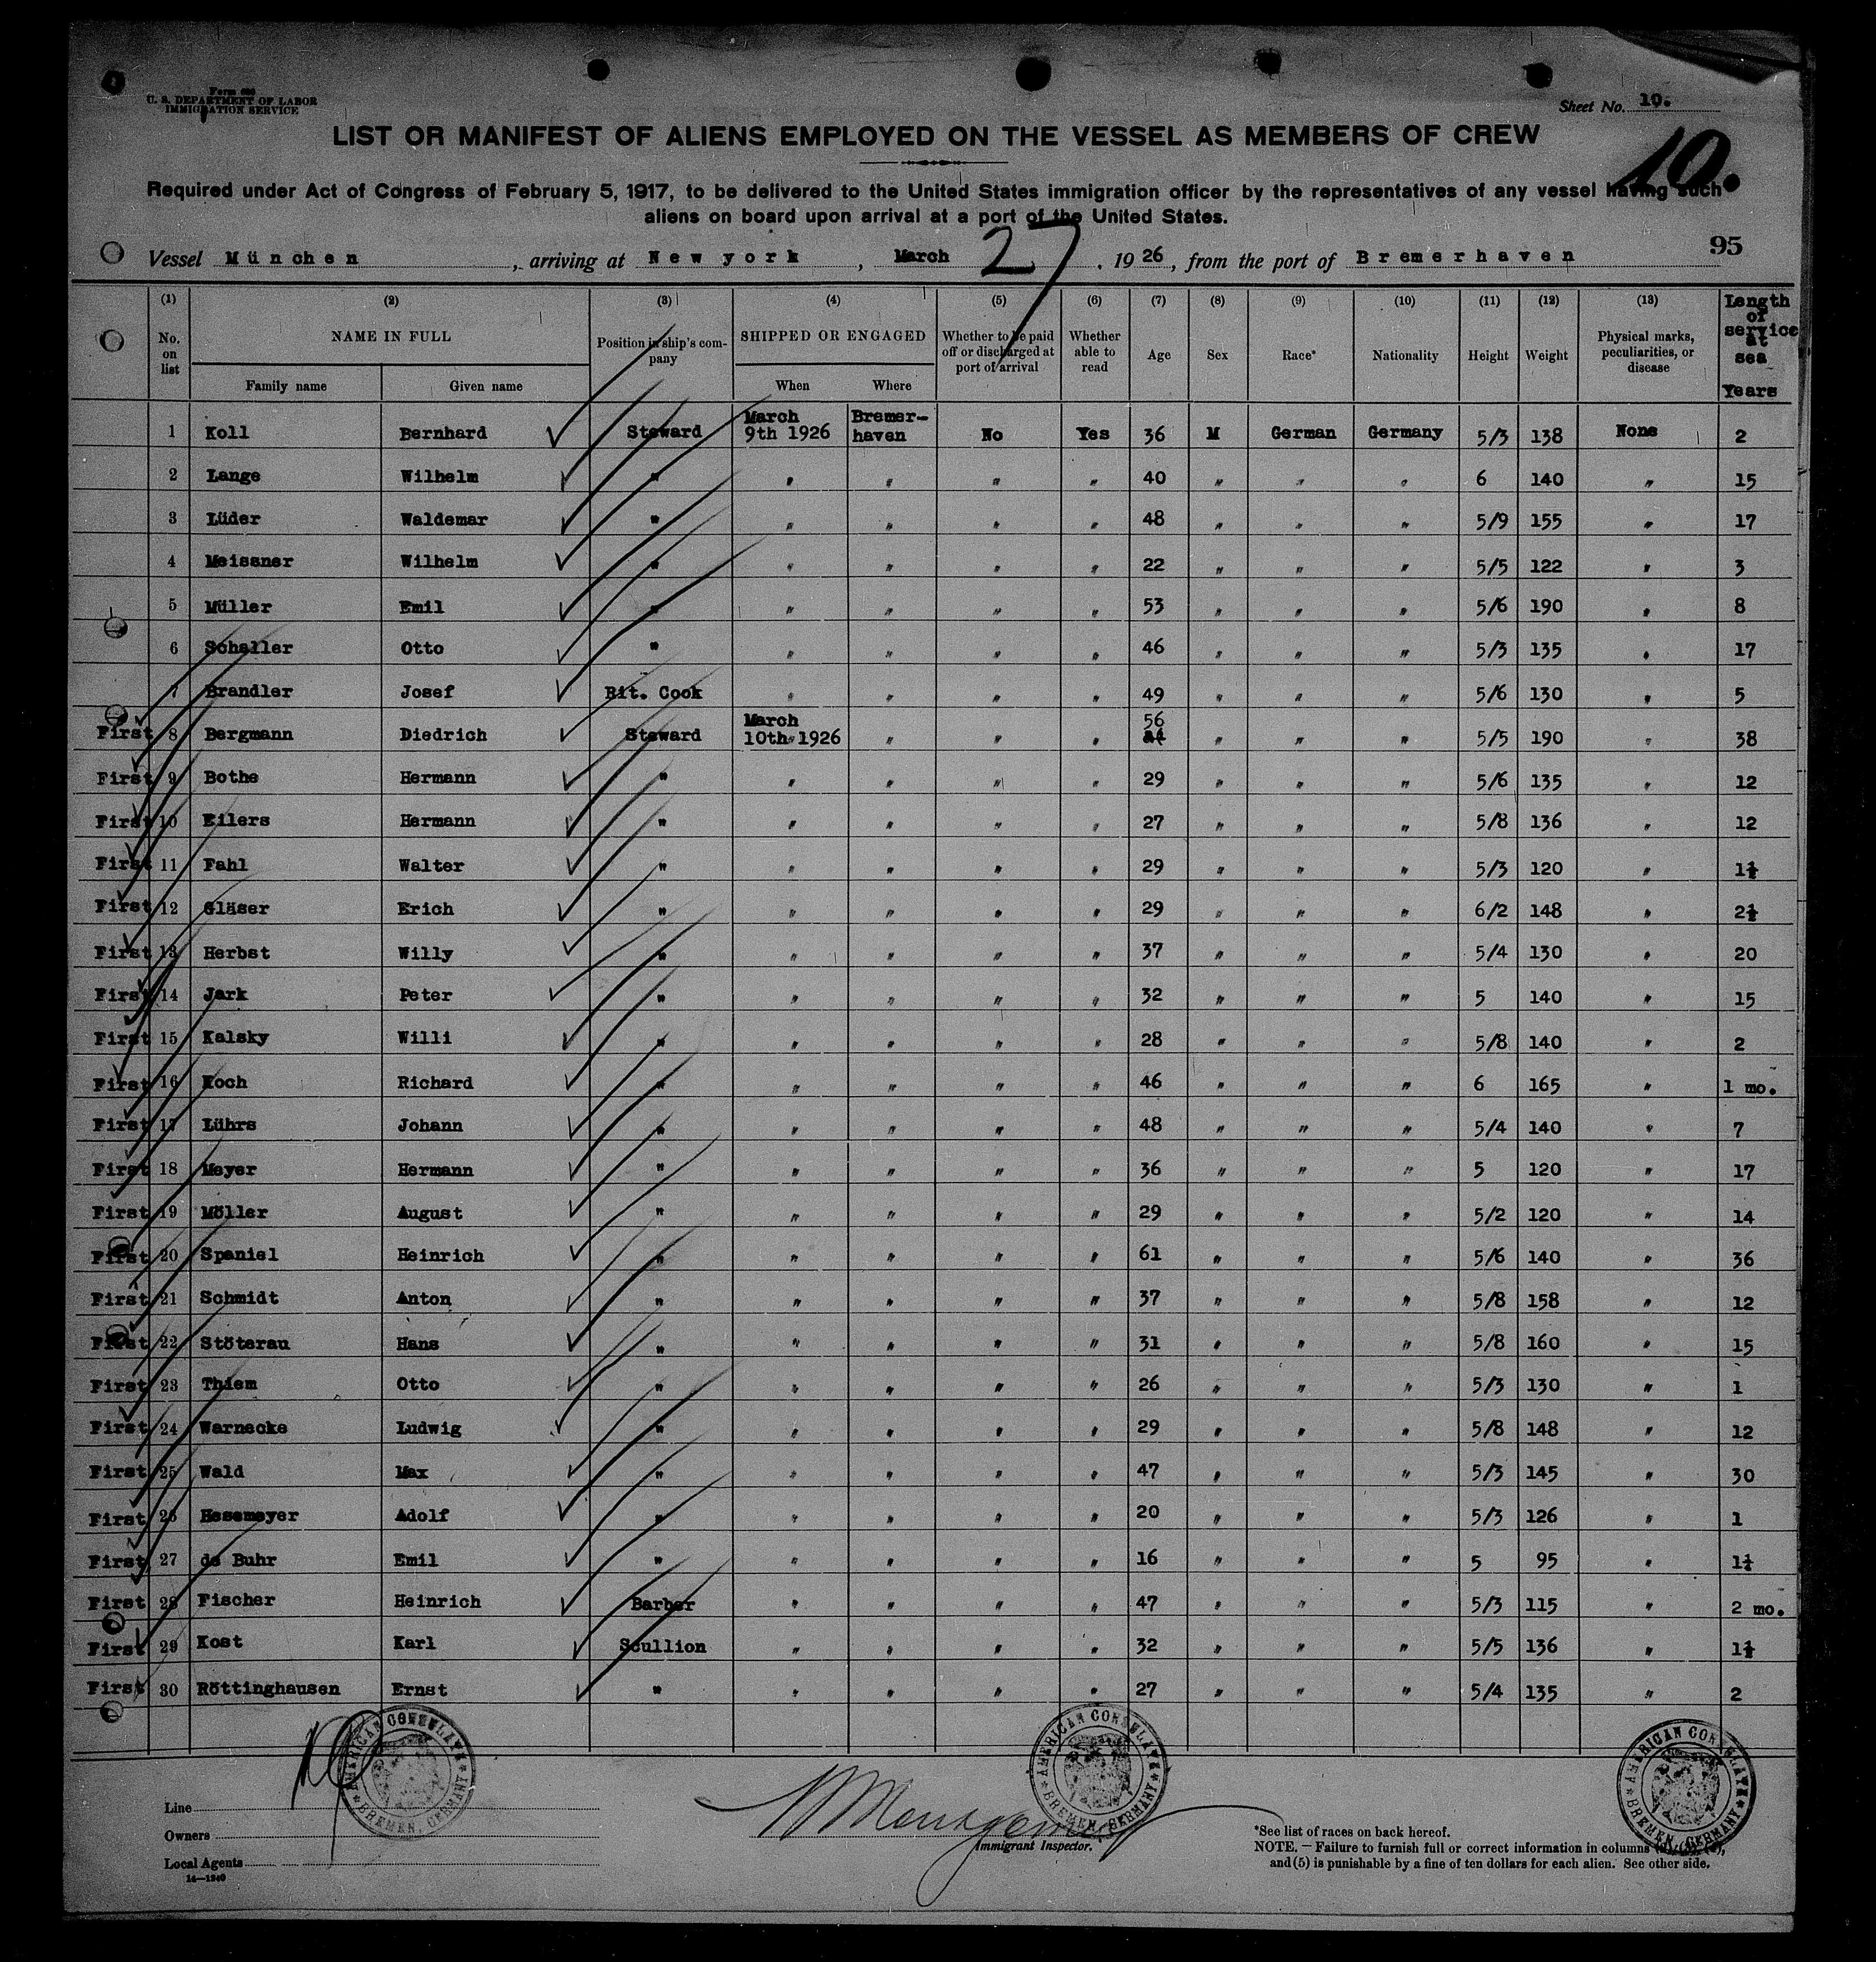 Form 680
U. S. DEPARTMENT OF LABOR
IMMIGRATION SERVICE
Sheet No. 10.
LIST OR MANIFEST OF ALIENS EMPLOYED ON THE VESSEL AS MEMBERS OF CREW
10.
Required under Act of Congress of February 5, 1917, to be delivered to the United States immigration officer by the representatives of any vessel having such
aliens on board upon arrival at a port of the United States.
95
Vessel München, arriving at New york, March 27, 1926, from the port of Bremerhaven
(1) (2) (3) (4) (5) (6) (7) (8) (9) (10) (11) (12) (13) Length of service at sea Years
No. on list NAME IN FULL Position in ship's company SHIPPED OR ENGAGED Whether to be paid off or discharged at port of arrival Whether able to read Age Sex Race* Nationality Height Weight Physical marks, peculiarities, or disease
Family name Given name When Where
1 Koll Bernhard Steward March 9th 1926 Bremer-haven No Yes 36 M German Germany 5/3 138 None 2
2 Lange Wilhelm " " " " " 40 " " " 6 140 " 15
3 Lüder Waldemar " " " " " 48 " " " 5/9 155 " 17
4 Meissner Wilhelm " " " " " 22 " " " 5/5 122 " 3
5 Müller Emil " " " " " 53 " " " 5/6 190 " 8
6 Schaller Otto " " " " " 46 " " " 5/3 135 " 17
7 Brandler Josef Rit. Cook " " " " 49 " " " 5/6 130 " 5
First 8 Bergmann Diedrich Steward March 10th 1926 " " " 56 " " " 5/5 190 " 38
First 9 Bothe Hermann " " " " " 29 " " " 5/6 135 " 12
First 10 Eilers Hermann " " " " " 27 " " " 5/8 136 " 12
First 11 Fahl Walter " " " " " 29 " " " 5/3 120 " 1½
First 12 Gläser Erich " " " " " 29 " " " 6/2 148 " 2½
First 13 Herbst Willy " " " " " 37 " " " 5/4 130 " 20
First 14 Jark Peter " " " " " 32 " " " 5 140 " 15
First 15 Kalsky Willi " " " " " 28 " " " 5/8 140 " 2
First 16 Koch Richard " " " " " 46 " " " 6 165 " 1 mo.
First 17 Lührs Johann " " " " " 48 " " " 5/4 140 " 7
First 18 Meyer Hermann " " " " " 36 " " " 5 120 " 17
First 19 Möller August " " " " " 29 " " " 5/2 120 " 14
First 20 Spaniel Heinrich " " " " " 61 " " " 5/6 140 " 36
First 21 Schmidt Anton " " " " " 37 " " " 5/8 158 " 12
First 22 Stöterau Hans " " " " " 31 " " " 5/8 160 " 15
First 23 Thiem Otto " " " " " 26 " " " 5/3 130 " 1
First 24 Warnecke Ludwig " " " " " 29 " " " 5/8 148 " 12
First 25 Wald Max " " " " " 47 " " " 5/3 145 " 30
First 26 Hesemeyer Adolf " " " " " 20 " " " 5/3 126 " 1
First 27 de Buhr Emil " " " " " 16 " " " 5 95 "
First 28 Fischer Heinrich Barber " " " " 47 " " " 5/3 115 " 2 mo.
First 29 Kost Karl Scullion " " " " 32 " " " 5/5 136 " 1½
First 30 Röttinghausen Ernst " " " " " 27 " " " 5/4 135 " 2
AMERICAN CONSULATE BREMEN, GERMANY
AMERICAN CONSULATE BREMEN, GERMANY
AMERICAN CONSULATE BREMEN, GERMANY
Line
Owners
Local Agents
14—1240
Immigrant Inspector.
*See list of races on back hereof.
NOTE. — Failure to furnish full or correct information in columns
and (5) is punishable by a fine of ten dollars for each alien. See other side.